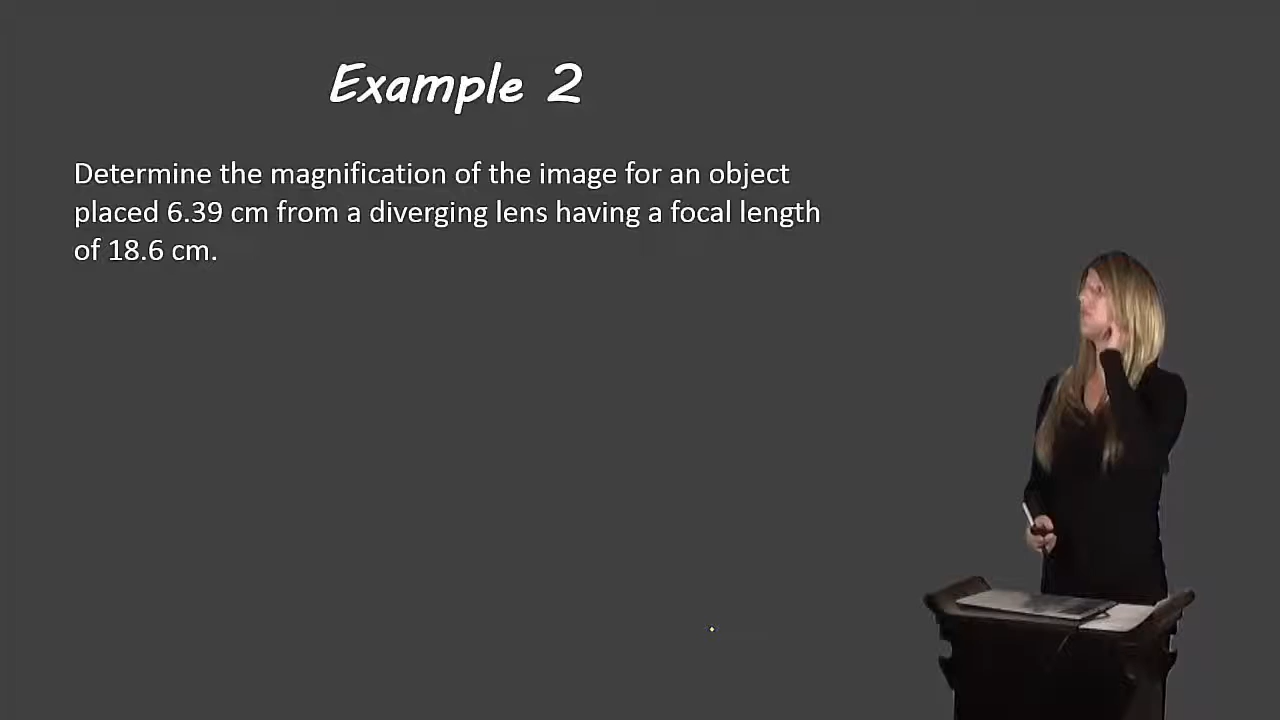 Example 2
Determine the magnification of the image for an object
placed 6.39 cm from a diverging lens having a focal length
of 18.6 cm.